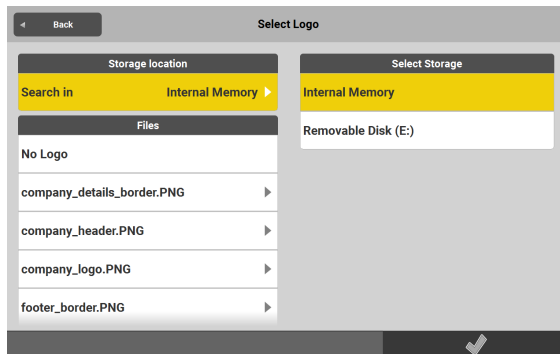 Back
Select Logo
Storage location
Search in Internal Memory
Files
No Logo
company_details_border.PNG
company_header.PNG
company_logo.PNG
footer_border.PNG
Select Storage
Internal Memory
Removable Disk (E:)